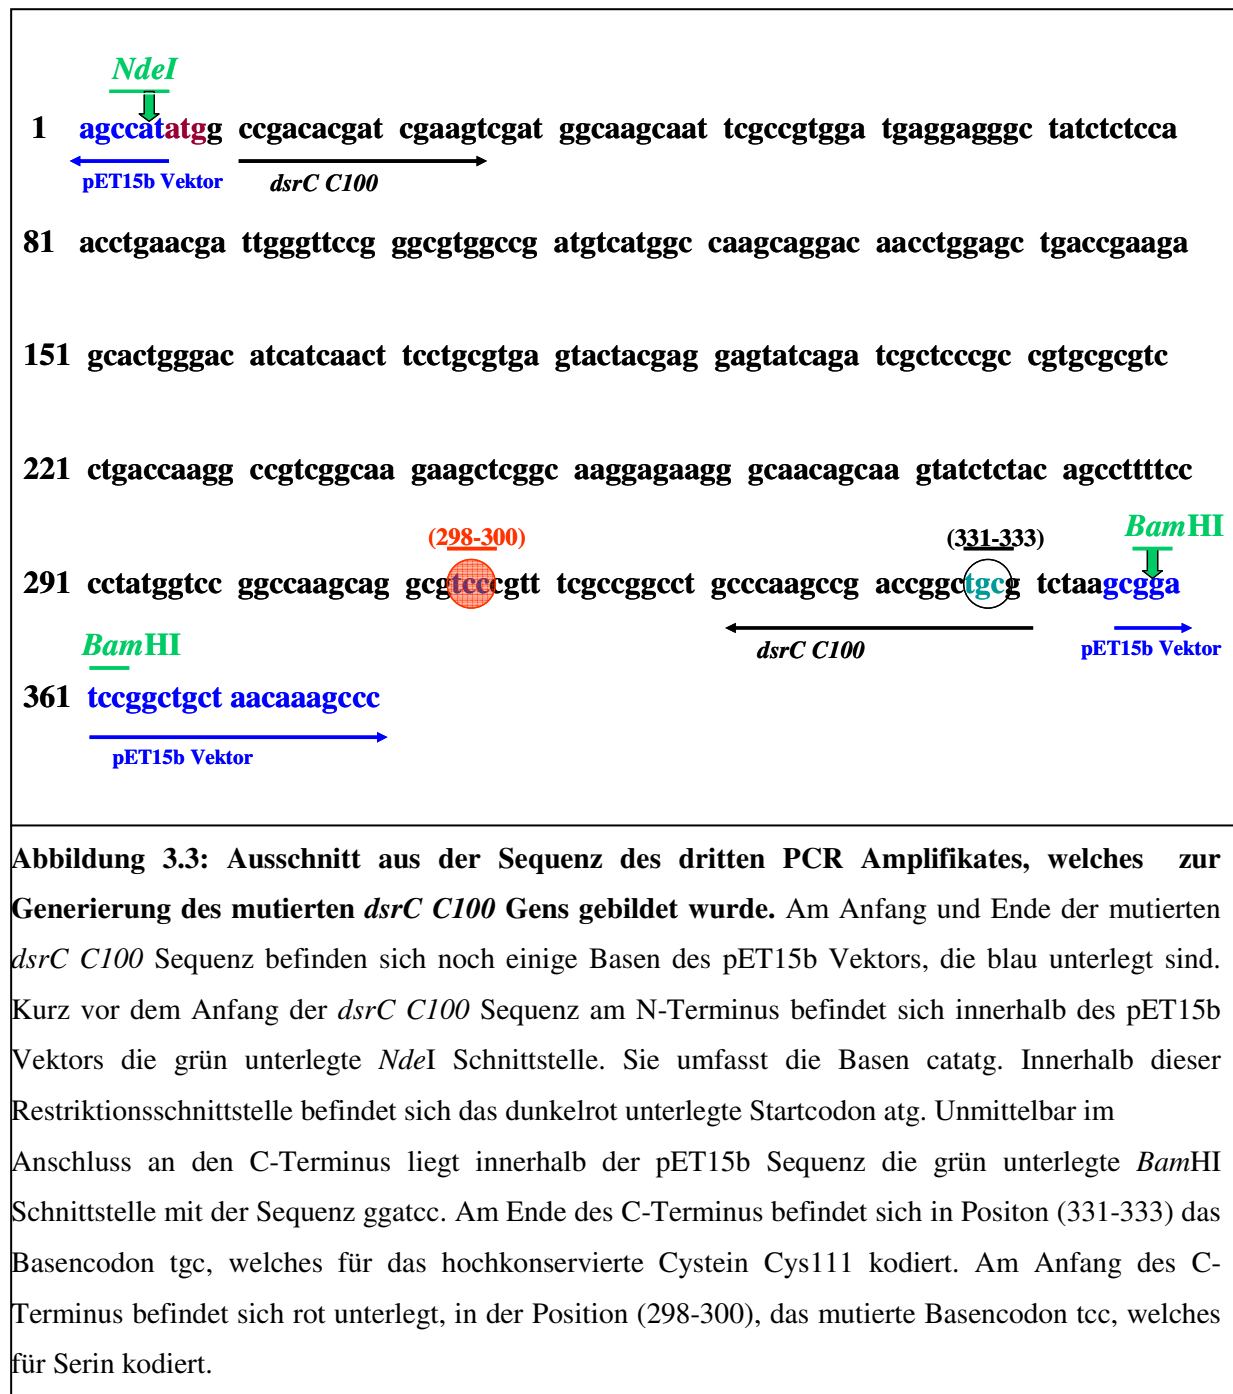 NdeI
1 agccatatgg ccgacacgat cgaagtcgat ggcaagcaat tcgccgtgga tgaggagggc tatctctcca
pET15b Vektor dsrC C100
81 acctgaacga ttgggttccg ggcgtggccg atgtcatggc caagcaggac aacctggagc tgaccgaaga
151 gcactgggac atcatcaact tcctgcgtga gtactacgag gagtatcaga tcgctcccgc cgtgcgcgtc
221 ctgaccaagg ccgtcggcaa gaagctcggc aaggagaagg gcaacagcaa gtatctctac agccttttcc
(298-300) (331-333) BamHI
291 cctatggtcc ggccaagcag gcgtcccgtt tcgccggcct gcccaagccg accggctgcg tctaagcgga
dsrC C100 pET15b Vektor
BamHI
361 tccggctgct aacaaagccc
pET15b Vektor
Abbildung 3.3: Ausschnitt aus der Sequenz des dritten PCR Amplifikates, welches zur
Generierung des mutierten dsrC C100 Gens gebildet wurde. Am Anfang und Ende der mutierten
dsrC C100 Sequenz befinden sich noch einige Basen des pET15b Vektors, die blau unterlegt sind.
Kurz vor dem Anfang der dsrC C100 Sequenz am N-Terminus befindet sich innerhalb des pET15b
Vektors die grün unterlegte NdeI Schnittstelle. Sie umfasst die Basen catatg. Innerhalb dieser
Restriktionsschnittstelle befindet sich das dunkelrot unterlegte Startcodon atg. Unmittelbar im
Anschluss an den C-Terminus liegt innerhalb der pET15b Sequenz die grün unterlegte BamHI
Schnittstelle mit der Sequenz ggatcc. Am Ende des C-Terminus befindet sich in Positon (331-333) das
Basencodon tgc, welches für das hochkonservierte Cystein Cys111 kodiert. Am Anfang des C-
Terminus befindet sich rot unterlegt, in der Position (298-300), das mutierte Basencodon tcc, welches
für Serin kodiert.